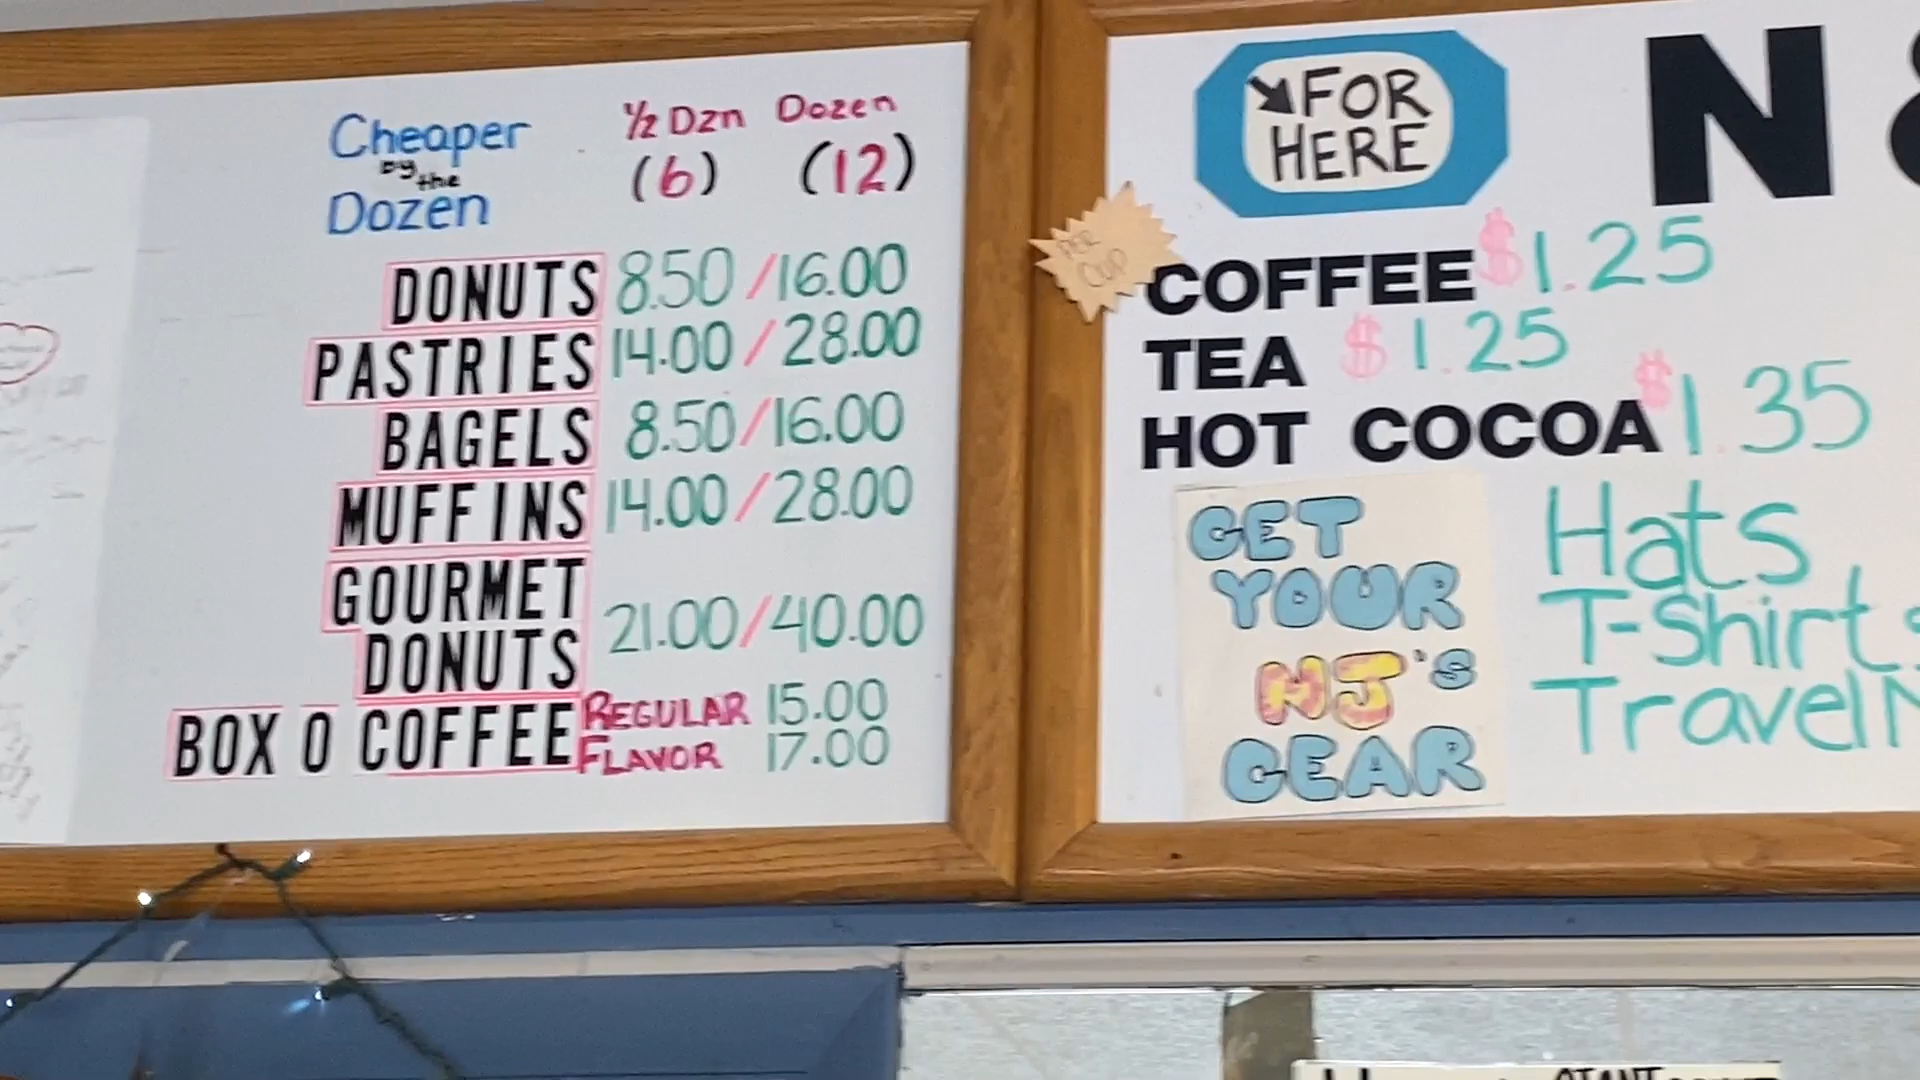 Cheaper
by the
Dozen
1/2 Dzn Dozen
(6) (12)
DONUTS 8.50 / 16.00
PASTRIES 14.00 / 28.00
BAGELS 8.50 / 16.00
MUFFINS 14.00 / 28.00
GOURMET
DONUTS 21.00 / 40.00
BOX O COFFEE REGULAR 15.00
FLAVOR 17.00
FOR
HERE
N
PER
CUP
COFFEE $1.25
TEA $1.25
HOT COCOA $1.35
GET
YOUR
NJ's
GEAR
Hats
T-Shirts
Travel